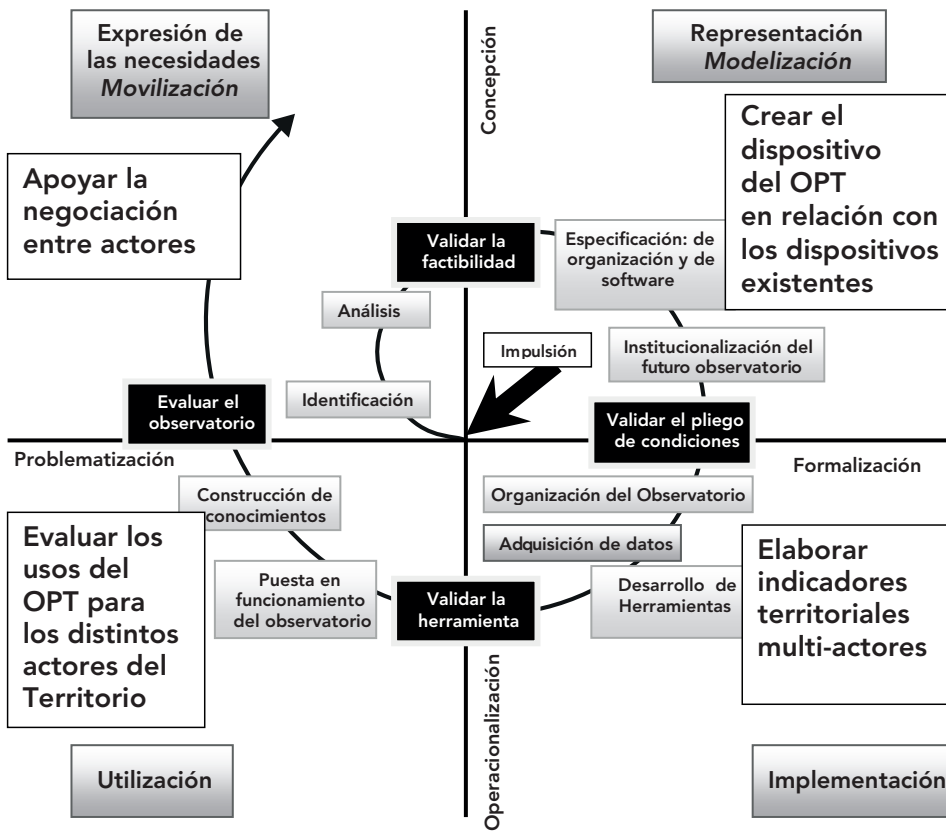 Expresión de
las necesidades
Movilización
Concepción
Representación
Modelización
Apoyar la
negociación
entre actores
Crear el
dispositivo
del OPT
en relación con
los dispositivos
existentes
Validar la
factibilidad
Especificación: de
organización y de
software
Análisis
Impulsión
Institucionalización del
futuro observatorio
Identificación
Evaluar el
observatorio
Validar el pliego
de condiciones
Problematización
Formalización
Construcción de
conocimientos
Organización del Observatorio
Adquisición de datos
Evaluar los
usos del
OPT para
los distintos
actores del
Territorio
Puesta en
funcionamiento
del observatorio
Validar la
herramienta
Desarrollo de
Herramientas
Elaborar
indicadores
territoriales
multi-actores
Operacionalización
Utilización
Implementación